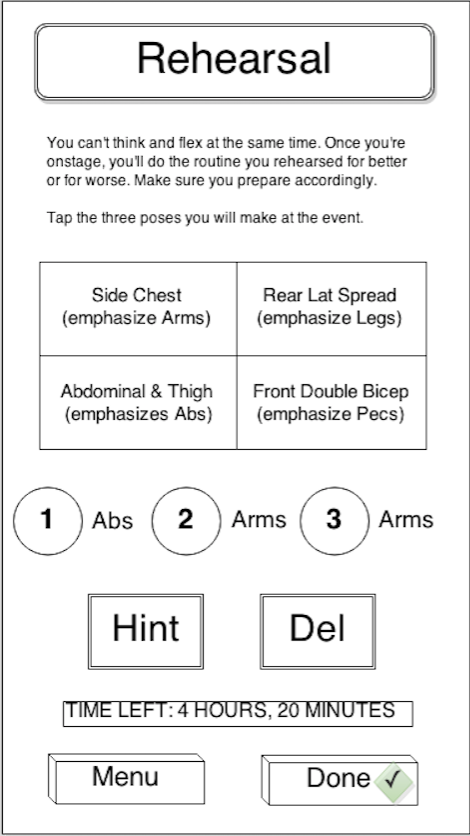 Rehearsal
You can't think and flex at the same time. Once you're
onstage, you'll do the routine you rehearsed for better
or for worse. Make sure you prepare accordingly.
Tap the three poses you will make at the event.
Side Chest
(emphasize Arms)
Rear Lat Spread
(emphasize Legs)
Abdominal & Thigh
(emphasizes Abs)
Front Double Bicep
(emphasize Pecs)
1 Abs 2 Arms 3 Arms
Hint Del
TIME LEFT: 4 HOURS, 20 MINUTES
Menu Done ✓